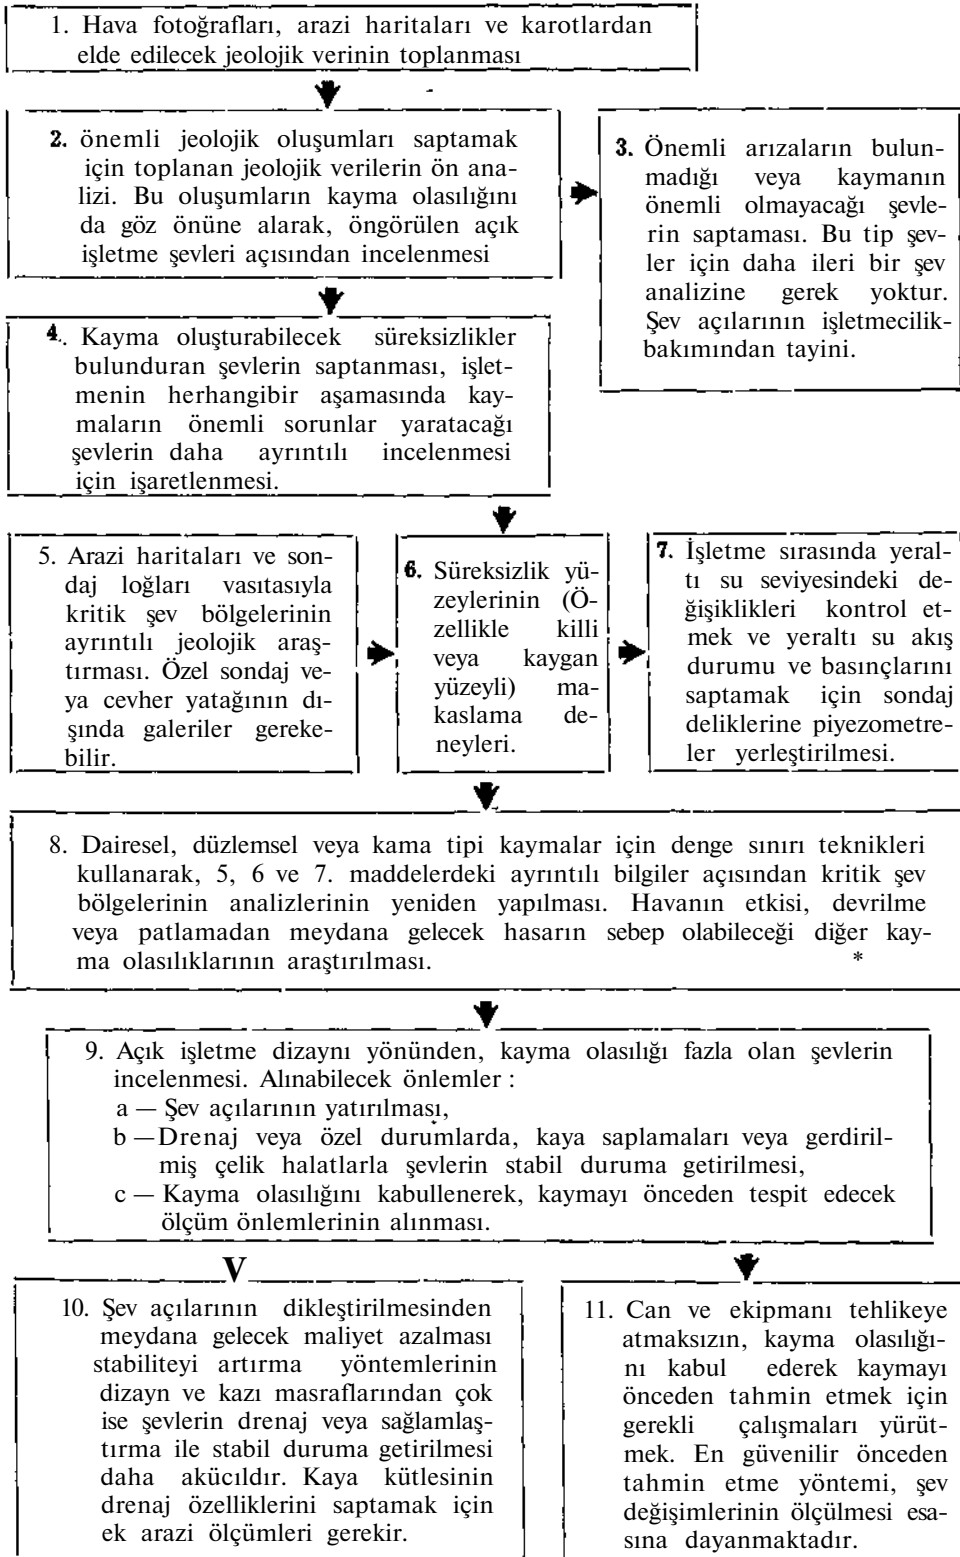 1. Hava fotoğrafları, arazi haritaları ve karotlardan
elde edilecek jeolojik verinin toplanması
2. önemli jeolojik oluşumları saptamak
için toplanan jeolojik verilerin ön ana-
lizi. Bu oluşumların kayma olasılığını
da göz önüne alarak, öngörülen açık
işletme şevleri açısından incelenmesi
3. Önemli arızaların bulun-
madığı veya kaymanın
önemli olmayacağı şevle-
rin saptaması. Bu tip şev-
ler için daha ileri bir şev
analizine gerek yoktur.
Şev açılarının işletmecilik-
bakımından tayini.
4. Kayma oluşturabilecek süreksizlikler
bulunduran şevlerin saptanması, işlet-
menin herhangibir aşamasında kay-
maların önemli sorunlar yaratacağı
şevlerin daha ayrıntılı incelenmesi
için işaretlenmesi.
5. Arazi haritaları ve son-
daj loğları vasıtasıyla
kritik şev bölgelerinin
ayrıntılı jeolojik araş-
tırması. Özel sondaj ve-
ya cevher yatağının dı-
şında galeriler gereke-
bilir.
6. Süreksizlik yü-
zeylerinin (Ö-
zellikle killi
veya kaygan
yüzeyli) ma-
kaslama de-
neyleri.
7. İşletme sırasında yeral-
tı su seviyesindeki de-
ğişiklikleri kontrol et-
mek ve yeraltı su akış
durumu ve basınçlarını
saptamak için sondaj
deliklerine piyezometre-
ler yerleştirilmesi.
8. Dairesel, düzlemsel veya kama tipi kaymalar için denge sınırı teknikleri
kullanarak, 5, 6 ve 7. maddelerdeki ayrıntılı bilgiler açısından kritik şev
bölgelerinin analizlerinin yeniden yapılması. Havanın etkisi, devrilme
veya patlamadan meydana gelecek hasarın sebep olabileceği diğer kay-
ma olasılıklarının araştırılması. *
9. Açık işletme dizaynı yönünden, kayma olasılığı fazla olan şevlerin
incelenmesi. Alınabilecek önlemler :
a — Şev açılarının yatırılması,
b —Drenaj veya özel durumlarda, kaya saplamaları veya gerdiril-
miş çelik halatlarla şevlerin stabil duruma getirilmesi,
c — Kayma olasılığını kabullenerek, kaymayı önceden tespit edecek
ölçüm önlemlerinin alınması.
V
10. Şev açılarının dikleştirilmesinden
meydana gelecek maliyet azalması
stabiliteyi artırma yöntemlerinin
dizayn ve kazı masraflarından çok
ise şevlerin drenaj veya sağlamlaş-
tırma ile stabil duruma getirilmesi
daha akücıldır. Kaya kütlesinin
drenaj özelliklerini saptamak için
ek arazi ölçümleri gerekir.
11. Can ve ekipmanı tehlikeye
atmaksızın, kayma olasılığı-
nı kabul ederek kaymayı
önceden tahmin etmek için
gerekli çalışmaları yürüt-
mek. En güvenilir önceden
tahmin etme yöntemi, şev
değişimlerinin ölçülmesi esa-
sına dayanmaktadır.